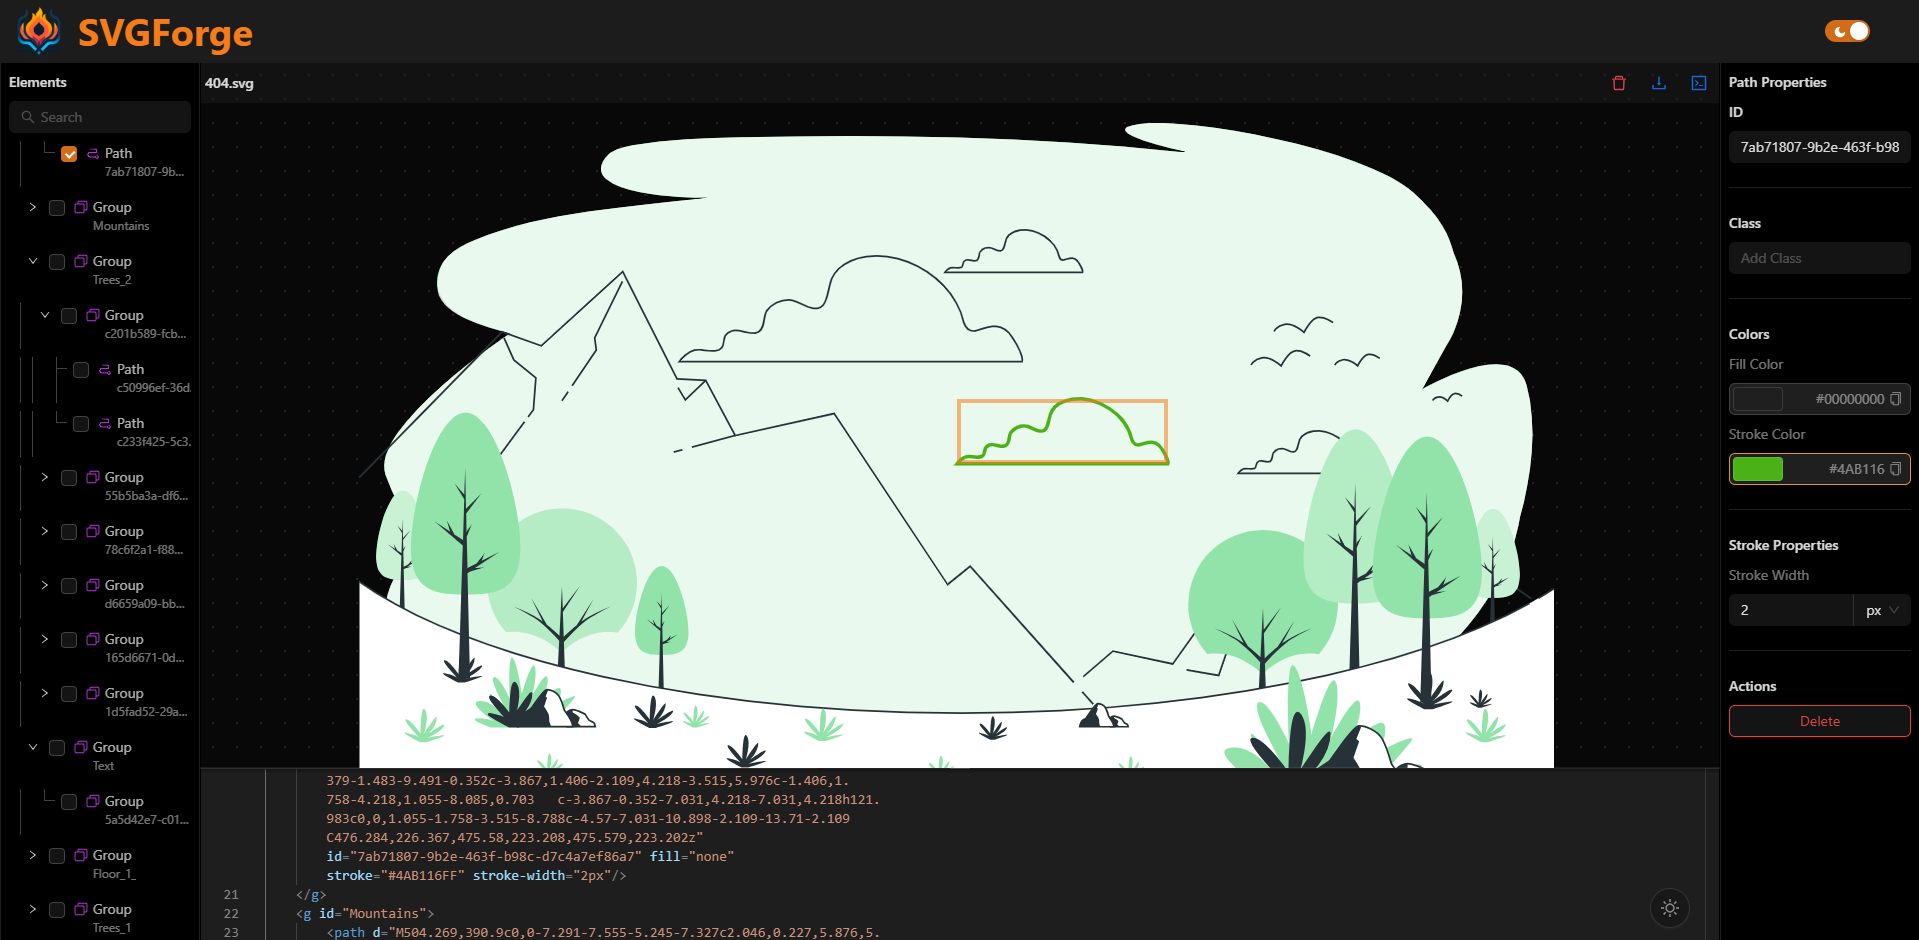 SVGForge
Elements
Search
Path
7ab71807-9b...
Group
Mountains
Group
Trees_2
Group
c201b589-fcb...
Path
c50996ef-36d.
Path
c233f425-5c3.
Group
55b5ba3a-df6...
Group
78c6f2a1-f88...
Group
d6659a09-bb...
Group
165d6671-0d...
Group
1d5fad52-29a...
Group
Text
Group
5a5d42e7-c01...
Group
Floor_1_
Group
Trees_1
404.svg
379-1.483-9.491-0.352c-3.867,1.406-2.109,4.218-3.515,5.976c-1.406,1.
758-4.218,1.055-8.085,0.703   c-3.867-0.352-7.031,4.218-7.031,4.218h121.
983c0,0,1.055-1.758-3.515-8.788c-4.57-7.031-10.898-2.109-13.71-2.109
C476.284,226.367,475.58,223.208,475.579,223.202z"
id="7ab71807-9b2e-463f-b98c-d7c4a7ef86a7" fill="none"
stroke="#4AB116FF" stroke-width="2px"/>
21 </g>
22 <g id="Mountains">
23 <path d="M504.269,390.9c0,0-7.291-7.555-5.245-7.327c2.046,0.227,5.876,5.
Path Properties
ID
7ab71807-9b2e-463f-b98
Class
Add Class
Colors
Fill Color
#00000000
Stroke Color
#4AB116
Stroke Properties
Stroke Width
2 px
Actions
Delete